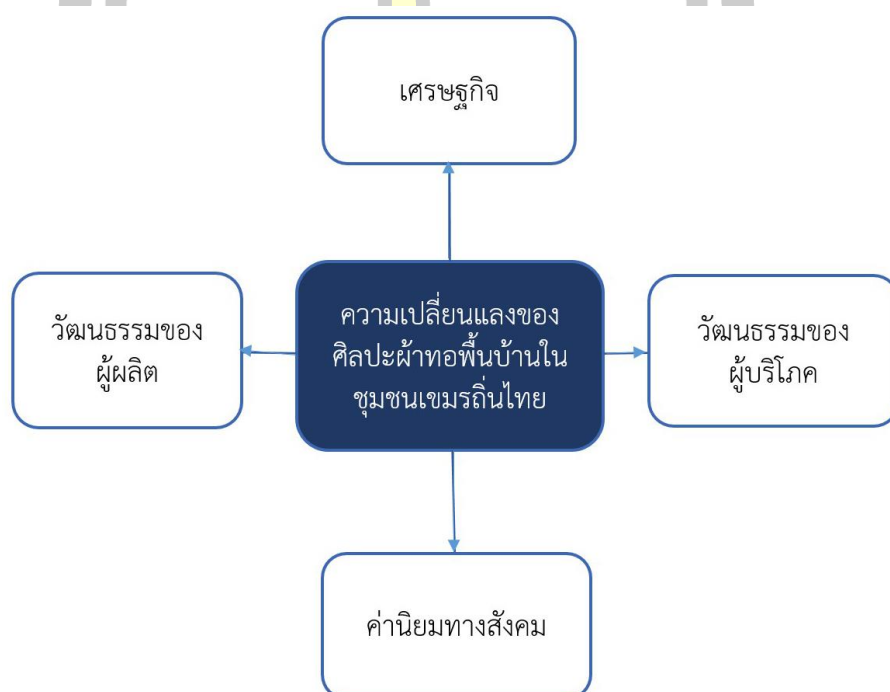 เศรษฐกิจ
วัฒนธรรมของ
ผู้ผลิต
ความเปลี่ยนแลงของ
ศิลปะผ้าทอพื้นบ้านใน
ชุมชนเขมรถิ่นไทย
วัฒนธรรมของ
ผู้บริโภค
ค่านิยมทางสังคม